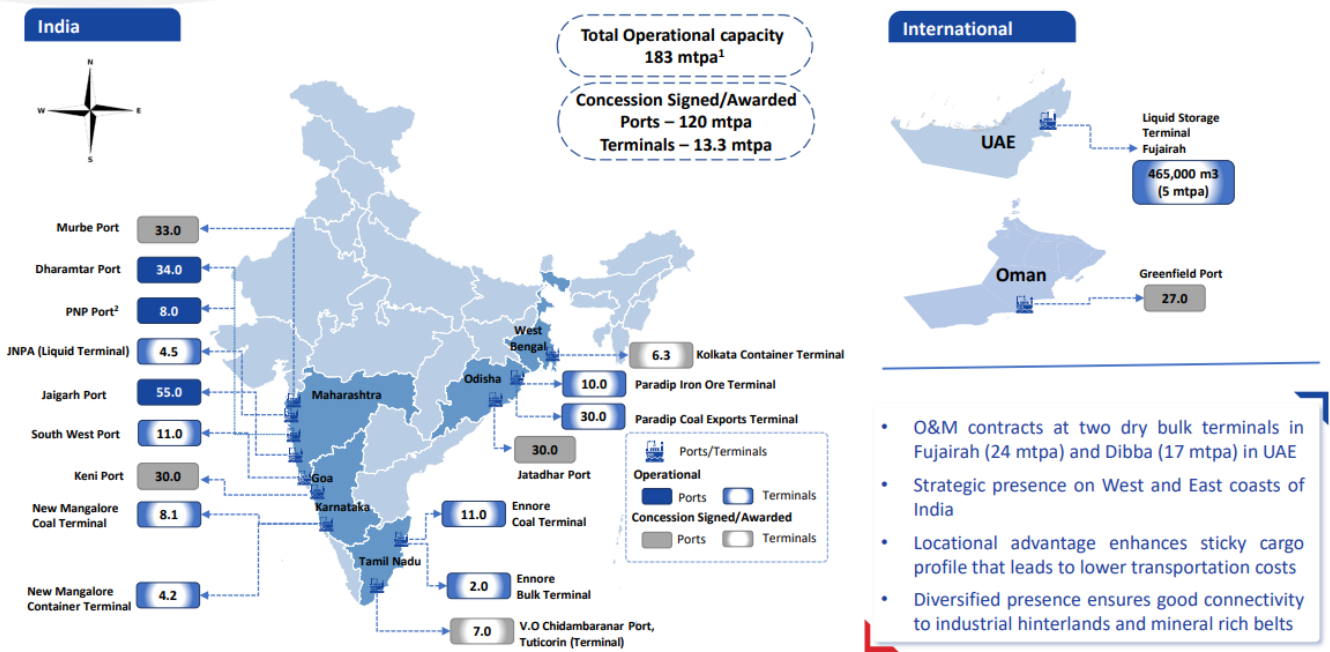 India
N
W
E
S
Total Operational capacity
183 mtpa¹
Concession Signed/Awarded
Ports – 120 mtpa
Terminals – 13.3 mtpa
Murbe Port
33.0
Dharamtar Port
34.0
PNP Port²
8.0
JNPA (Liquid Terminal)
4.5
Jaigarh Port
55.0
South West Port
11.0
Keni Port
30.0
New Mangalore
Coal Terminal
8.1
New Mangalore
Container Terminal
4.2
Maharashtra
Goa
Karnataka
Tamil Nadu
Odisha
West
Bengal
6.3
Kolkata Container Terminal
10.0
Paradip Iron Ore Terminal
30.0
Paradip Coal Exports Terminal
30.0
Jatadhar Port
11.0
Ennore
Coal Terminal
2.0
Ennore
Bulk Terminal
7.0
V.O Chidambaranar Port,
Tuticorin (Terminal)
Ports/Terminals
Operational
Ports
Terminals
Concession Signed/Awarded
Ports
Terminals
International
UAE
Liquid Storage
Terminal
Fujairah
465,000 m3
(5 mtpa)
Oman
Greenfield Port
27.0
• O&M contracts at two dry bulk terminals in
Fujairah (24 mtpa) and Dibba (17 mtpa) in UAE
• Strategic presence on West and East coasts of
India
• Locational advantage enhances sticky cargo
profile that leads to lower transportation costs
• Diversified presence ensures good connectivity
to industrial hinterlands and mineral rich belts